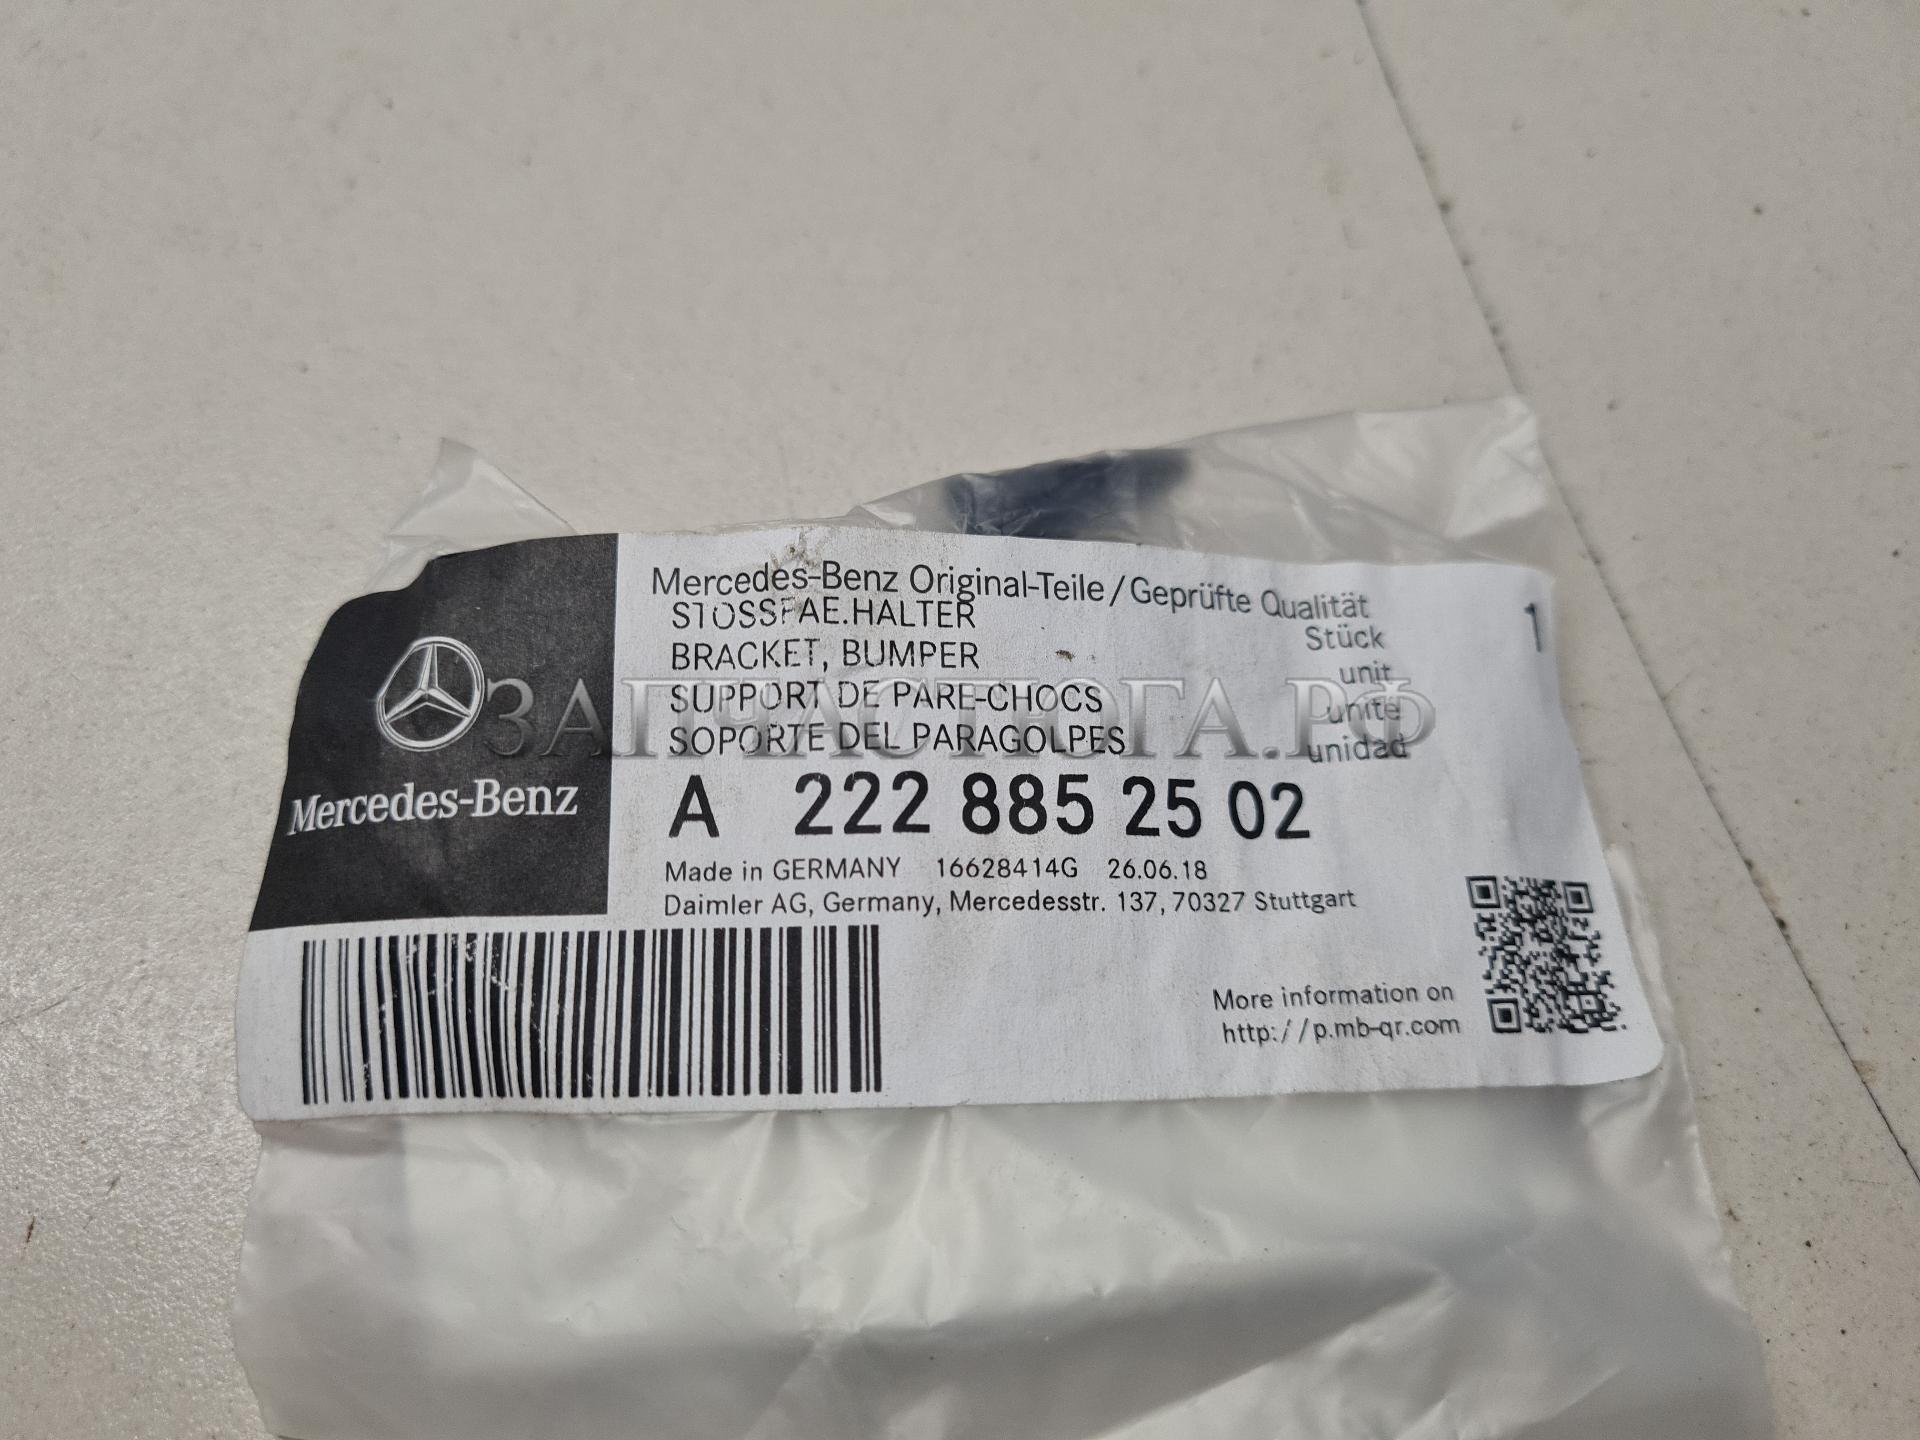 Mercedes-Benz Original-Teile / Geprüfte Qualität
STOSSFAE.HALTER Stück 1
BRACKET, BUMPER unit
SUPPORT DE PARE-CHOCS unité
SOPORTE DEL PARAGOLPES unidad
ЗАПЧАСТЮГА.РФ
Mercedes-Benz
A 222 885 25 02
Made in GERMANY 16628414G 26.06.18
Daimler AG, Germany, Mercedesstr. 137, 70327 Stuttgart
More information on
http://p.mb-qr.com